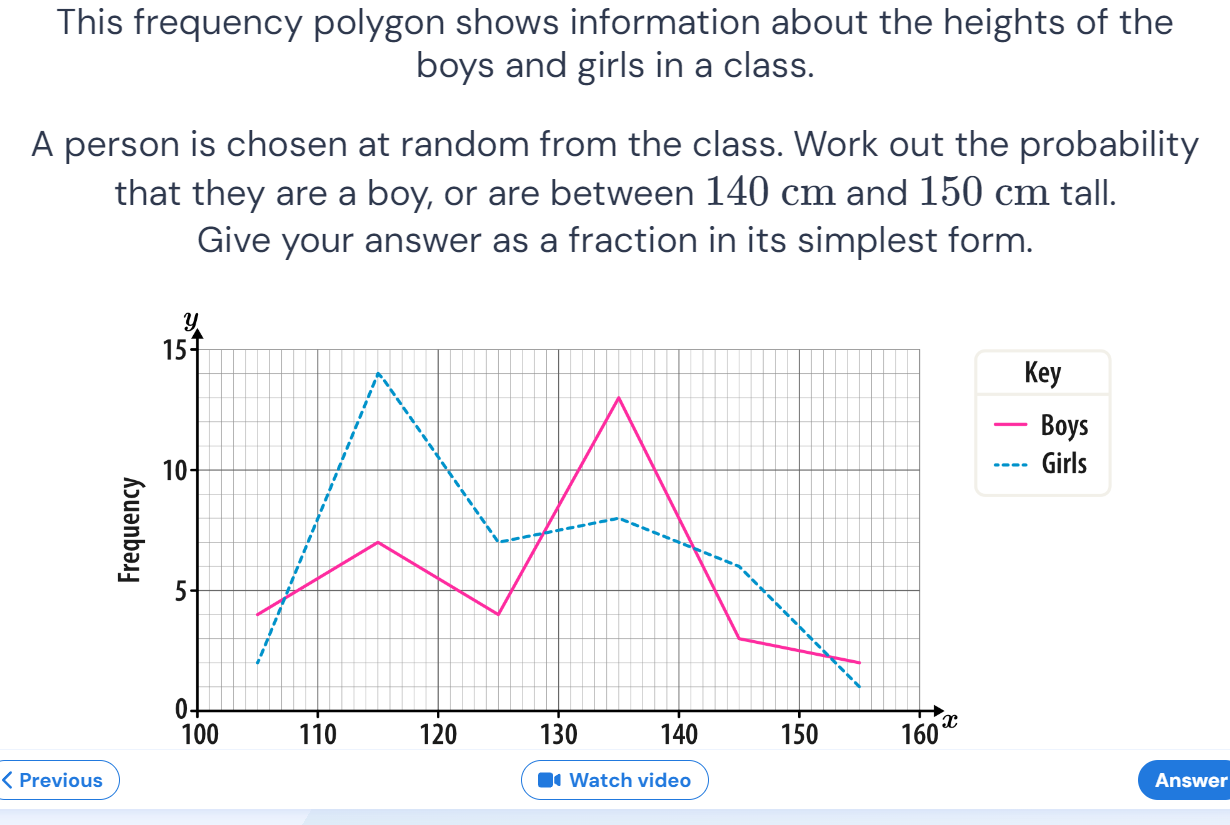 This frequency polygon shows information about the heights of the
boys and girls in a class.
A person is chosen at random from the class. Work out the probability
that they are a boy, or are between 140 cm and 150 cm tall.
Give your answer as a fraction in its simplest form.
y
15
Key
Boys
10
Girls
Frequency
5
0
100 110 120 130 140 150 160 x
Previous
Watch video
Answer